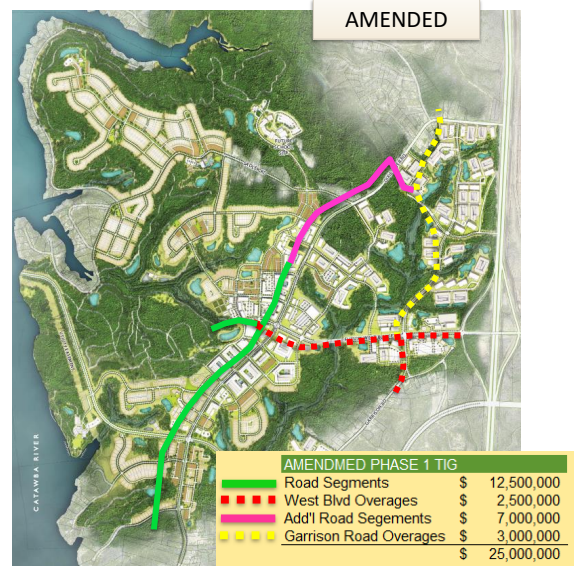 AMENDED
CATAWBA RIVER
AMENDMED PHASE 1 TIG
Road Segments $ 12,500,000
West Blvd Overages $ 2,500,000
Add'l Road Segements $ 7,000,000
Garrison Road Overages $ 3,000,000
$ 25,000,000